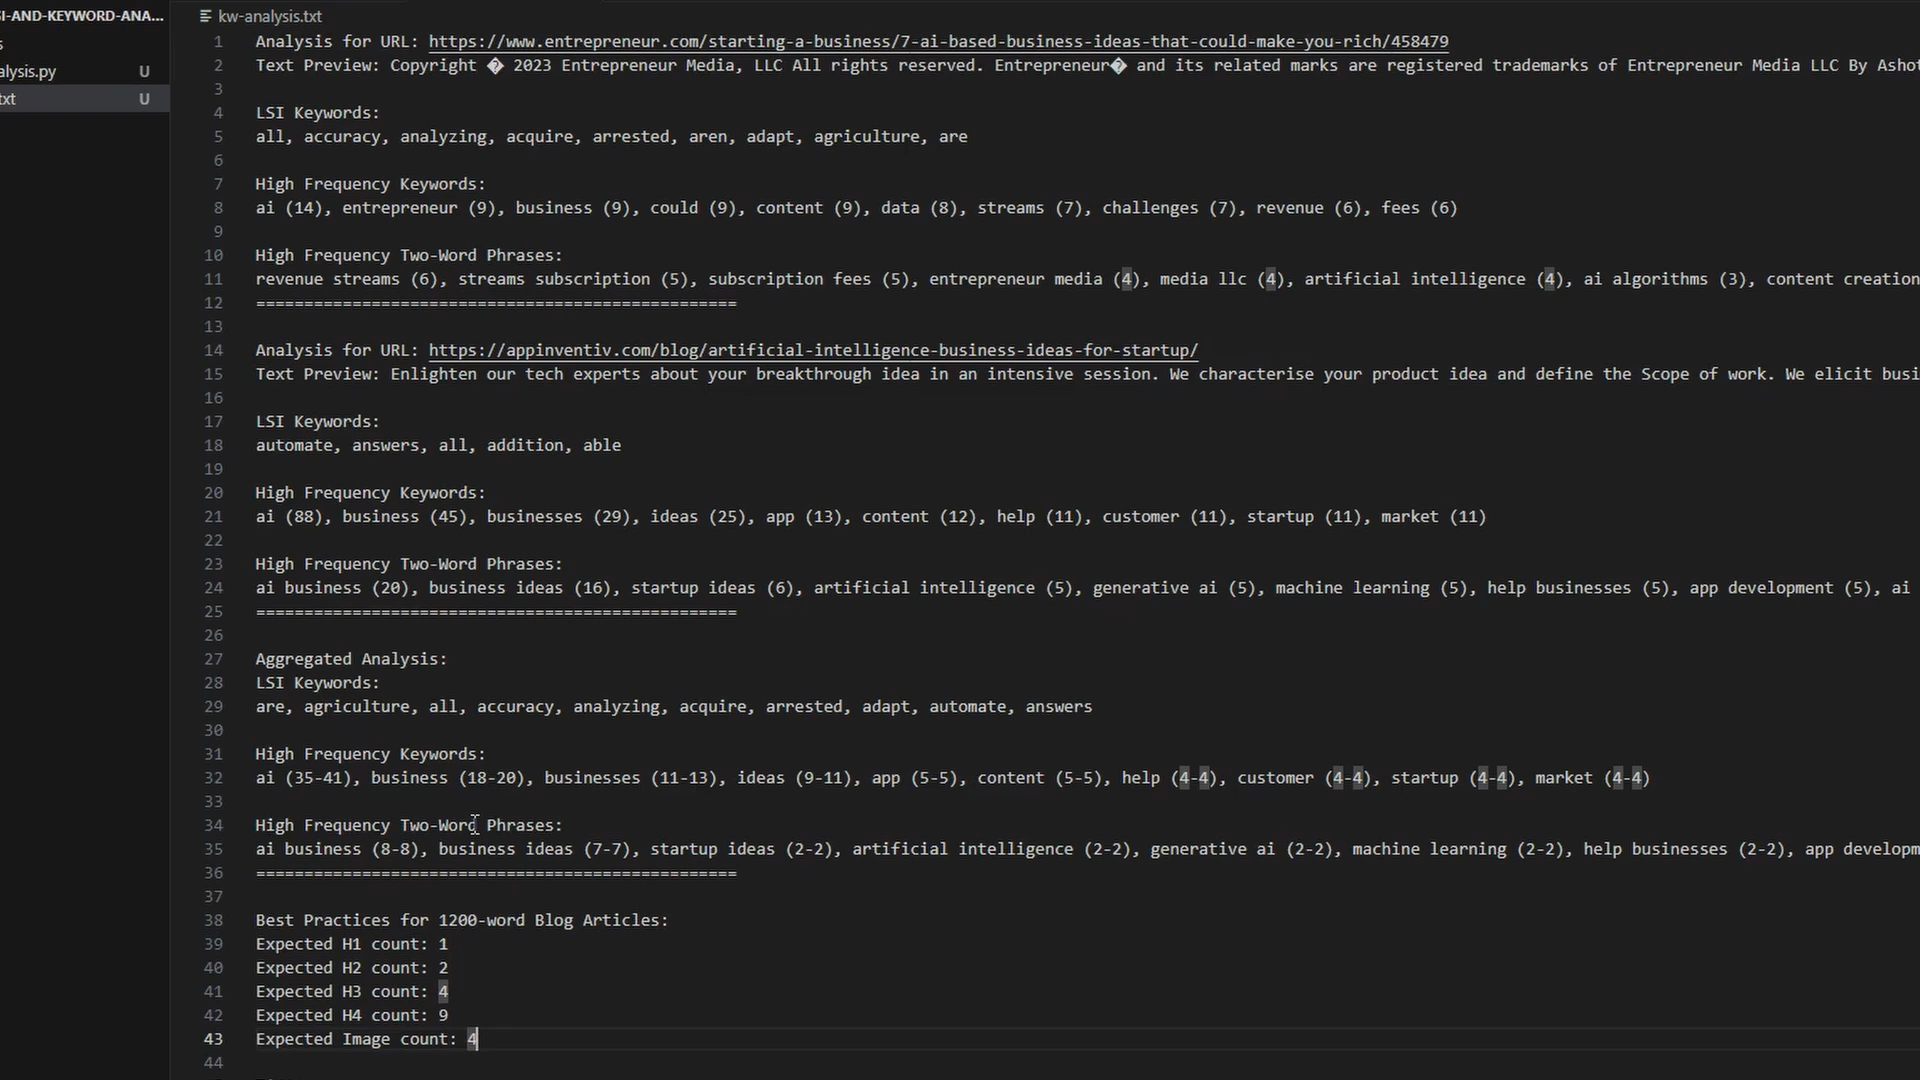 SI-AND-KEYWORD-ANA...
s
alysis.py U
txt U
kw-analysis.txt
1 Analysis for URL: https://www.entrepreneur.com/starting-a-business/7-ai-based-business-ideas-that-could-make-you-rich/458479
2 Text Preview: Copyright � 2023 Entrepreneur Media, LLC All rights reserved. Entrepreneur� and its related marks are registered trademarks of Entrepreneur Media LLC By Ashot
3
4 LSI Keywords:
5 all, accuracy, analyzing, acquire, arrested, aren, adapt, agriculture, are
6
7 High Frequency Keywords:
8 ai (14), entrepreneur (9), business (9), could (9), content (9), data (8), streams (7), challenges (7), revenue (6), fees (6)
9
10 High Frequency Two-Word Phrases:
11 revenue streams (6), streams subscription (5), subscription fees (5), entrepreneur media (4), media llc (4), artificial intelligence (4), ai algorithms (3), content creation
12 ==================================================
13
14 Analysis for URL: https://appinventiv.com/blog/artificial-intelligence-business-ideas-for-startup/
15 Text Preview: Enlighten our tech experts about your breakthrough idea in an intensive session. We characterise your product idea and define the Scope of work. We elicit busi
16
17 LSI Keywords:
18 automate, answers, all, addition, able
19
20 High Frequency Keywords:
21 ai (88), business (45), businesses (29), ideas (25), app (13), content (12), help (11), customer (11), startup (11), market (11)
22
23 High Frequency Two-Word Phrases:
24 ai business (20), business ideas (16), startup ideas (6), artificial intelligence (5), generative ai (5), machine learning (5), help businesses (5), app development (5), ai
25 ==================================================
26
27 Aggregated Analysis:
28 LSI Keywords:
29 are, agriculture, all, accuracy, analyzing, acquire, arrested, adapt, automate, answers
30
31 High Frequency Keywords:
32 ai (35-41), business (18-20), businesses (11-13), ideas (9-11), app (5-5), content (5-5), help (4-4), customer (4-4), startup (4-4), market (4-4)
33
34 High Frequency Two-Word Phrases:
35 ai business (8-8), business ideas (7-7), startup ideas (2-2), artificial intelligence (2-2), generative ai (2-2), machine learning (2-2), help businesses (2-2), app developm
36 ==================================================
37
38 Best Practices for 1200-word Blog Articles:
39 Expected H1 count: 1
40 Expected H2 count: 2
41 Expected H3 count: 4
42 Expected H4 count: 9
43 Expected Image count: 4
44